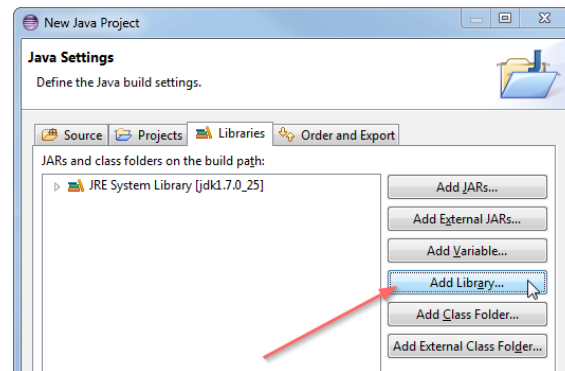 New Java Project
Java Settings
Define the Java build settings.
Source Projects Libraries Order and Export
JARs and class folders on the build path:
JRE System Library [jdk1.7.0_25]
Add JARs...
Add External JARs...
Add Variable...
Add Library...
Add Class Folder...
Add External Class Folder...